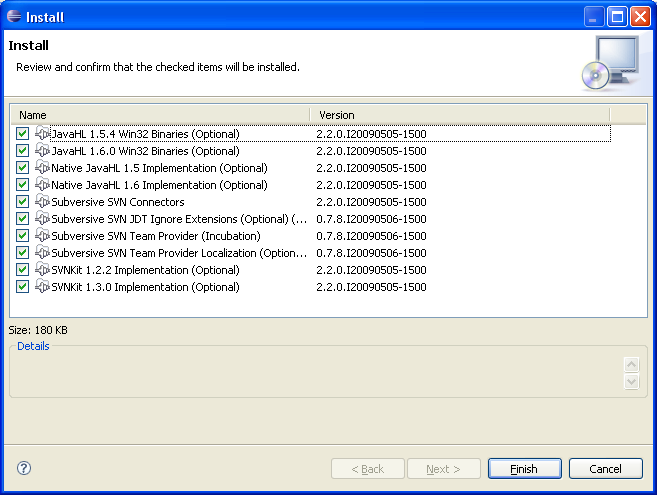 Install
Install
Review and confirm that the checked items will be installed.
Name Version
JavaHL 1.5.4 Win32 Binaries (Optional) 2.2.0.I20090505-1500
JavaHL 1.6.0 Win32 Binaries (Optional) 2.2.0.I20090505-1500
Native JavaHL 1.5 Implementation (Optional) 2.2.0.I20090505-1500
Native JavaHL 1.6 Implementation (Optional) 2.2.0.I20090505-1500
Subversive SVN Connectors 2.2.0.I20090505-1500
Subversive SVN JDT Ignore Extensions (Optional) (... 0.7.8.I20090506-1500
Subversive SVN Team Provider (Incubation) 0.7.8.I20090506-1500
Subversive SVN Team Provider Localization (Option... 0.7.8.I20090506-1500
SVNKit 1.2.2 Implementation (Optional) 2.2.0.I20090505-1500
SVNKit 1.3.0 Implementation (Optional) 2.2.0.I20090505-1500
Size: 180 KB
Details
? < Back Next > Finish Cancel